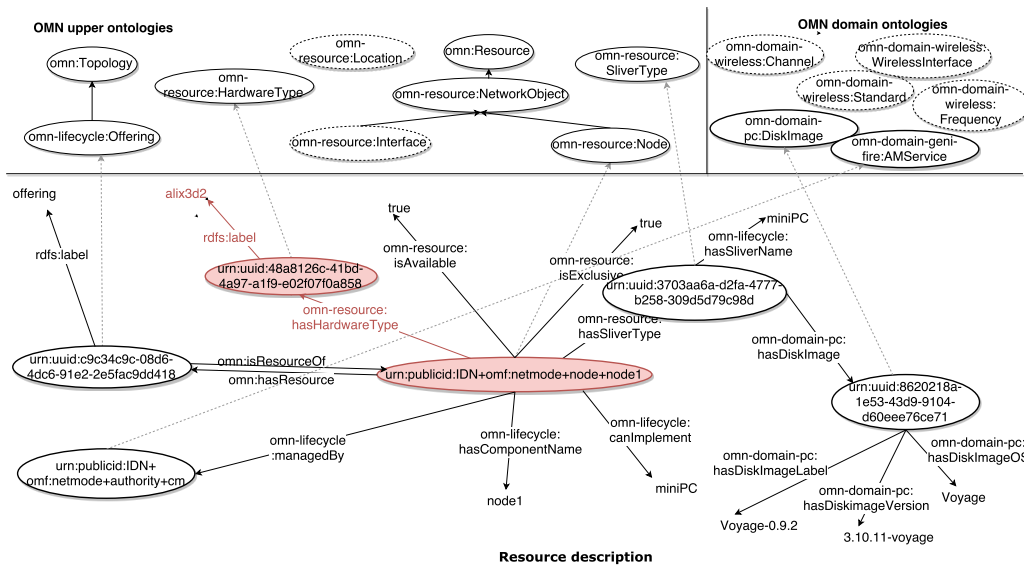 OMN upper ontologies
OMN domain ontologies
omn:Topology
omn-
resource:HardwareType
omn-
resource:Location
omn:Resource
omn-resource:
SliverType
omn-domain-
wireless:Channel
omn-domain-wireless:
WirelessInterface
omn-resource:NetworkObject
omn-domain-
wireless:Standard
omn-domain-
wireless:
Frequency
omn-lifecycle:Offering
omn-resource:Interface
omn-resource:Node
omn-domain-
pc:DiskImage
omn-domain-geni-
fire:AMService
offering
alix3d2
true
true
miniPC
rdfs:label
rdfs:label
omn-resource:
isAvailable
omn-resource:
isExclusive
omn-lifecycle:
hasSliverName
urn:uuid:48a8126c-41bd-
4a97-a1f9-e02f07f0a858
urn:uuid:3703aa6a-d2fa-4777-
b258-309d5d79c98d
omn-resource:
hasHardwareType
omn-resource:
hasSliverType
omn-domain-pc:
hasDiskImage
urn:uuid:c9c34c9c-08d6-
4dc6-91e2-2e5fac9dd418
omn:isResourceOf
omn:hasResource
urn:publicid:IDN+omf:netmode+node+node1
urn:uuid:8620218a-
1e53-43d9-9104-
d60eee76ce71
omn-lifecycle
:managedBy
omn-lifecycle:
hasComponentName
omn-lifecycle:
canImplement
omn-domain-pc:
hasDiskImageLabel
omn-domain-pc:
hasDiskimageVersion
omn-domain-pc:
hasDiskImageOS
urn:publicid:IDN+
omf:netmode+authority+cm
node1
miniPC
Voyage-0.9.2
3.10.11-voyage
Voyage
Resource description